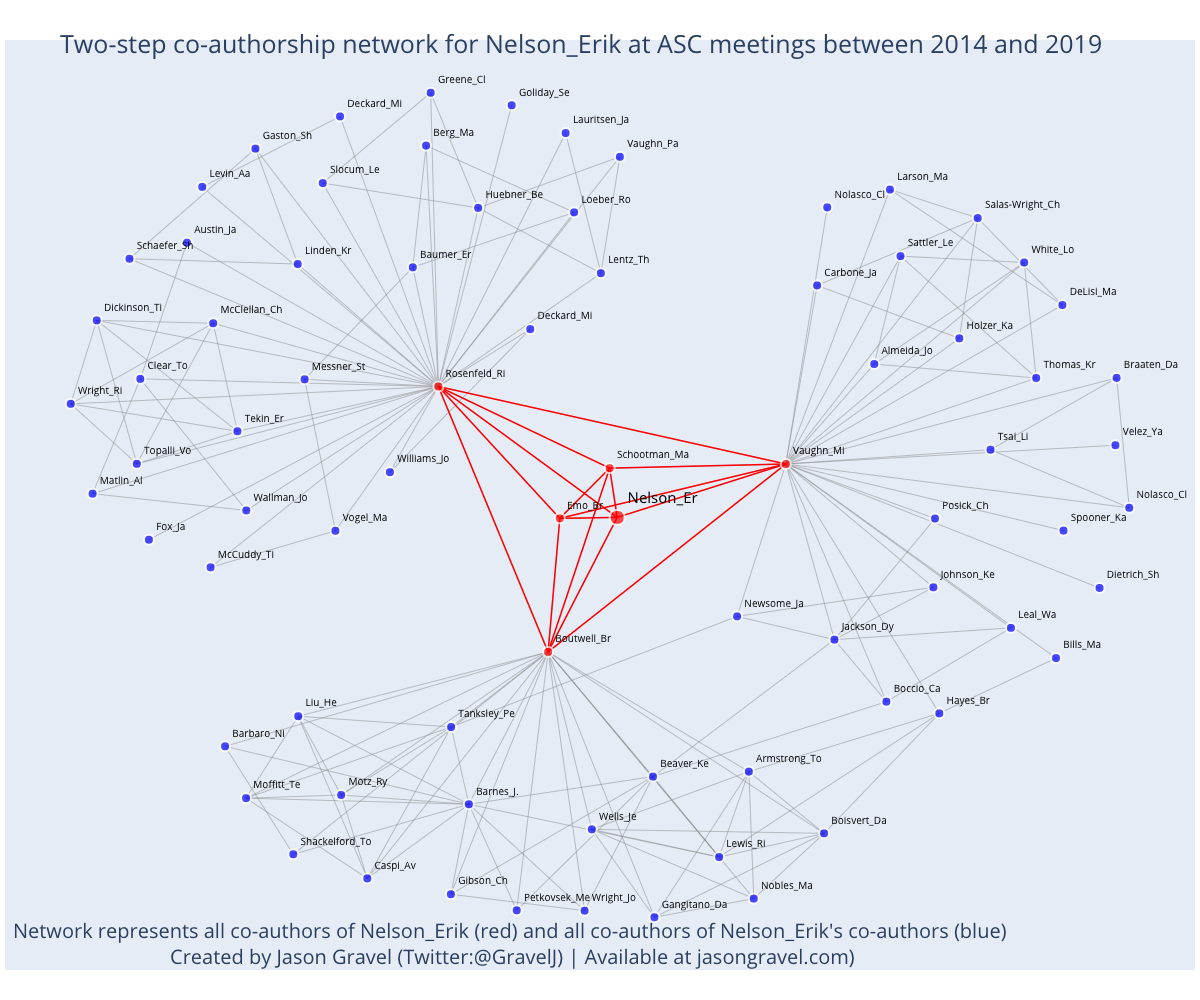 Two-step co-authorship network for Nelson_Erik at ASC meetings between 2014 and 2019
Greene_Cl
Goliday_Se
Deckard_Mi
Lauritsen_Ja
Berg_Ma
Gaston_Sh
Vaughn_Pa
Slocum_Le
Levin_Aa
Larson_Ma
Nolasco_Cl
Huebner_Be
Loeber_Ro
Salas-Wright_Ch
Austin_Ja
Schaefer_Sh
Linden_Kr
Baumer_Er
Sattler_Le
White_Lo
Lentz_Th
Carbone_Ja
DeLisi_Ma
Dickinson_Ti
McClellan_Ch
Deckard_Mi
Holzer_Ka
Almeida_Jo
Clear_To
Messner_St
Rosenfeld_Ri
Thomas_Kr
Braaten_Da
Wright_Ri
Tekin_Er
Velez_Ya
Tsai_Li
Topalli_Vo
Williams_Jo
Schootman_Ma
Vaughn_Mi
Matlin_Al
Wallman_Jo
Nelson_Er
Nolasco_Cl
Emo_Br
Posick_Ch
Spooner_Ka
Fox_Ja
Vogel_Ma
McCuddy_Ti
Johnson_Ke
Dietrich_Sh
Newsome_Ja
Leal_Wa
Jackson_Dy
Boutwell_Br
Bills_Ma
Boccio_Ca
Hayes_Br
Liu_He
Tanksley_Pe
Barbaro_Ni
Beaver_Ke
Armstrong_To
Moffitt_Te
Motz_Ry
Barnes_J.
Wells_Je
Boisvert_Da
Shackelford_To
Lewis_Ri
Caspi_Av
Gibson_Ch
Nobles_Ma
Petkovsek_Me
Wright_Jo
Gangitano_Da
Network represents all co-authors of Nelson_Erik (red) and all co-authors of Nelson_Erik's co-authors (blue)
Created by Jason Gravel (Twitter:@GravelJ) | Available at jasongravel.com)